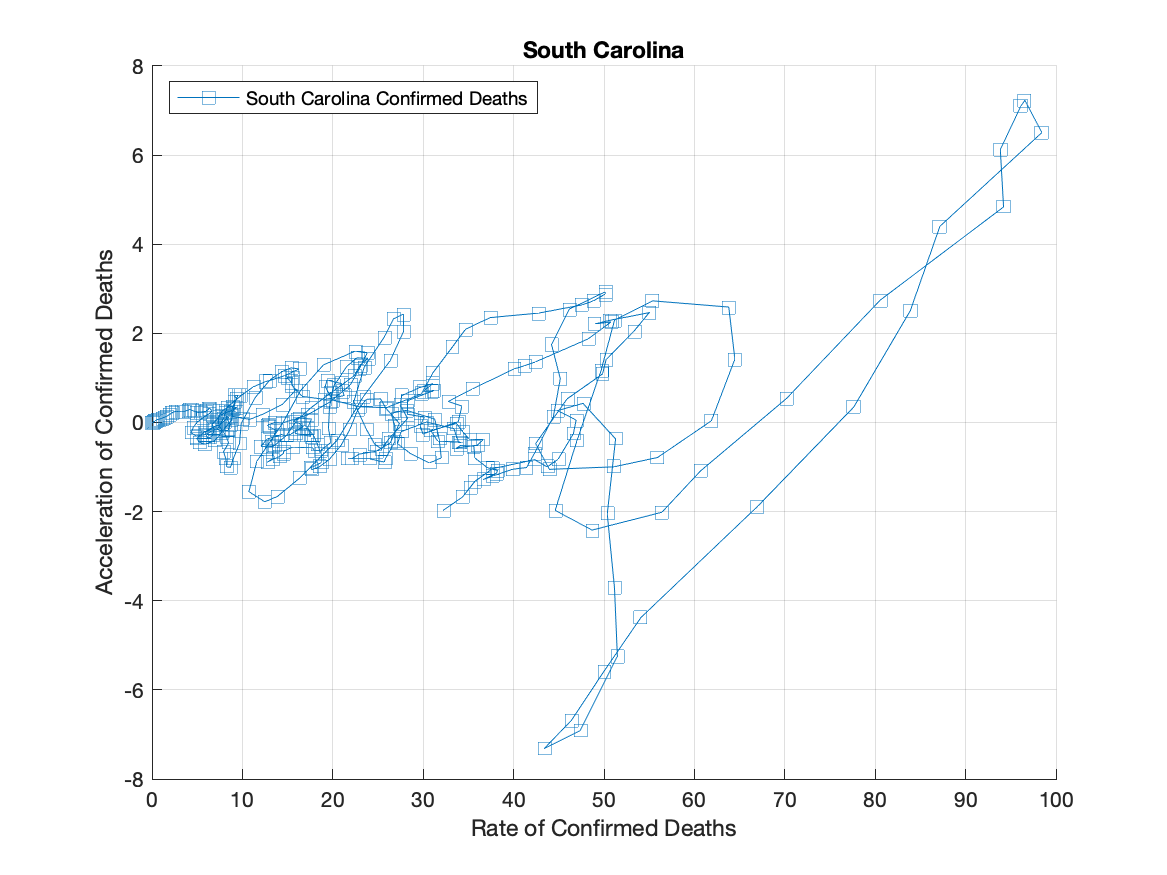 South Carolina
South Carolina Confirmed Deaths
8
6
4
2
0
-2
-4
-6
-8
Acceleration of Confirmed Deaths
0 10 20 30 40 50 60 70 80 90 100
Rate of Confirmed Deaths